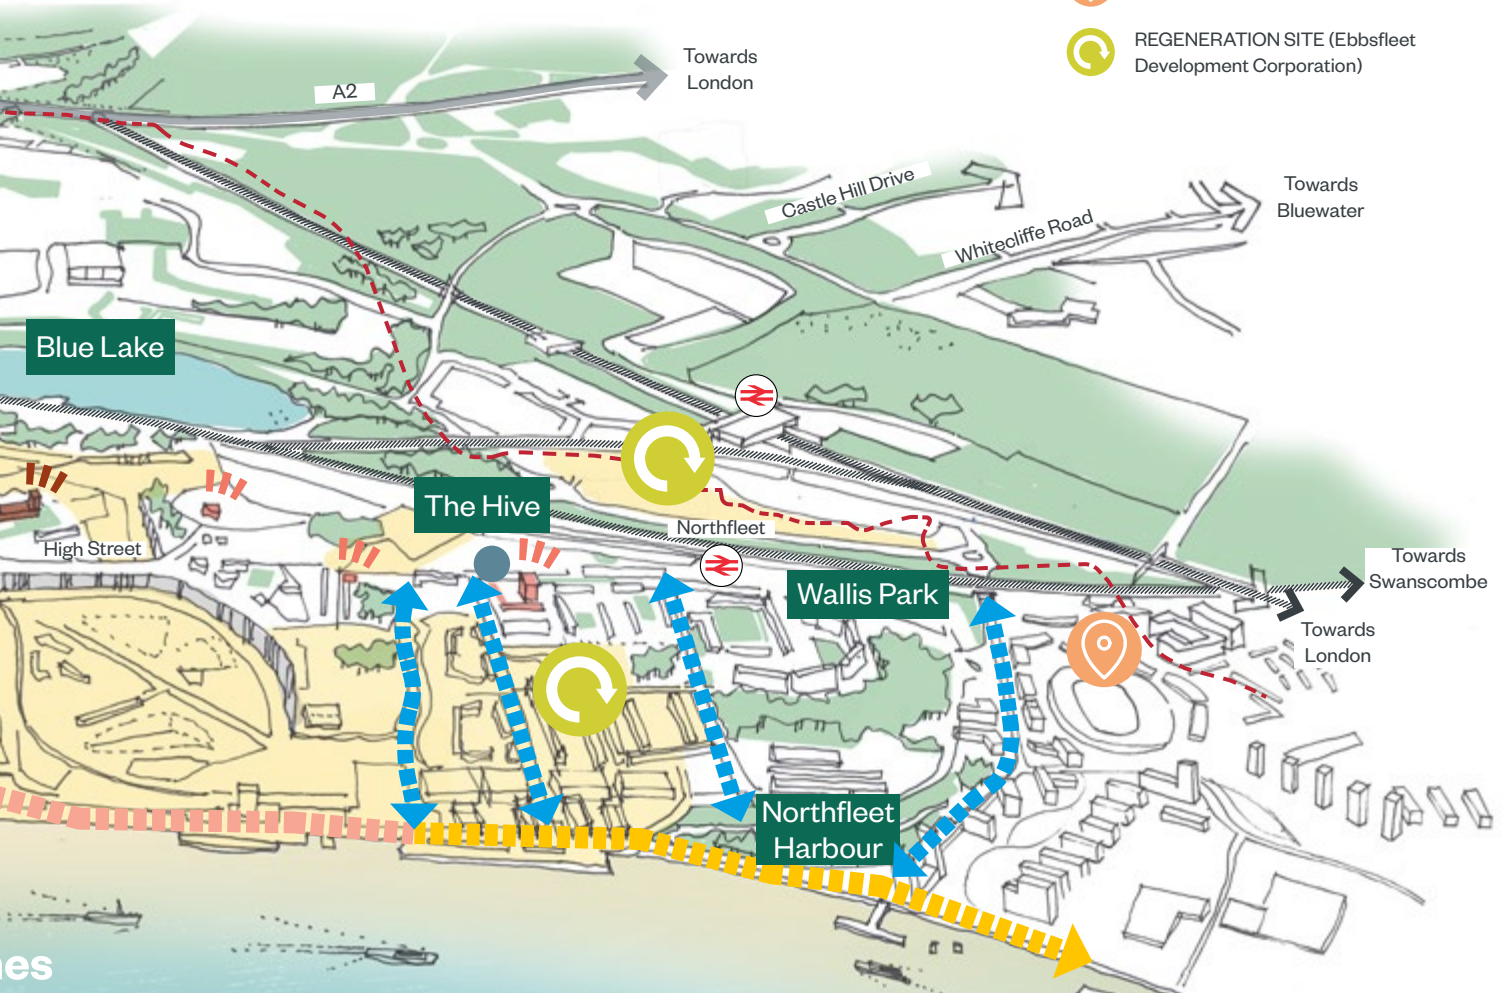 REGENERATION SITE (Ebbsfleet
Development Corporation)
Towards
London
A2
Castle Hill Drive
Whitecliffe Road
Towards
Bluewater
Blue Lake
The Hive
Northfleet
High Street
Wallis Park
Towards
Swanscombe
Towards
London
Northfleet
Harbour